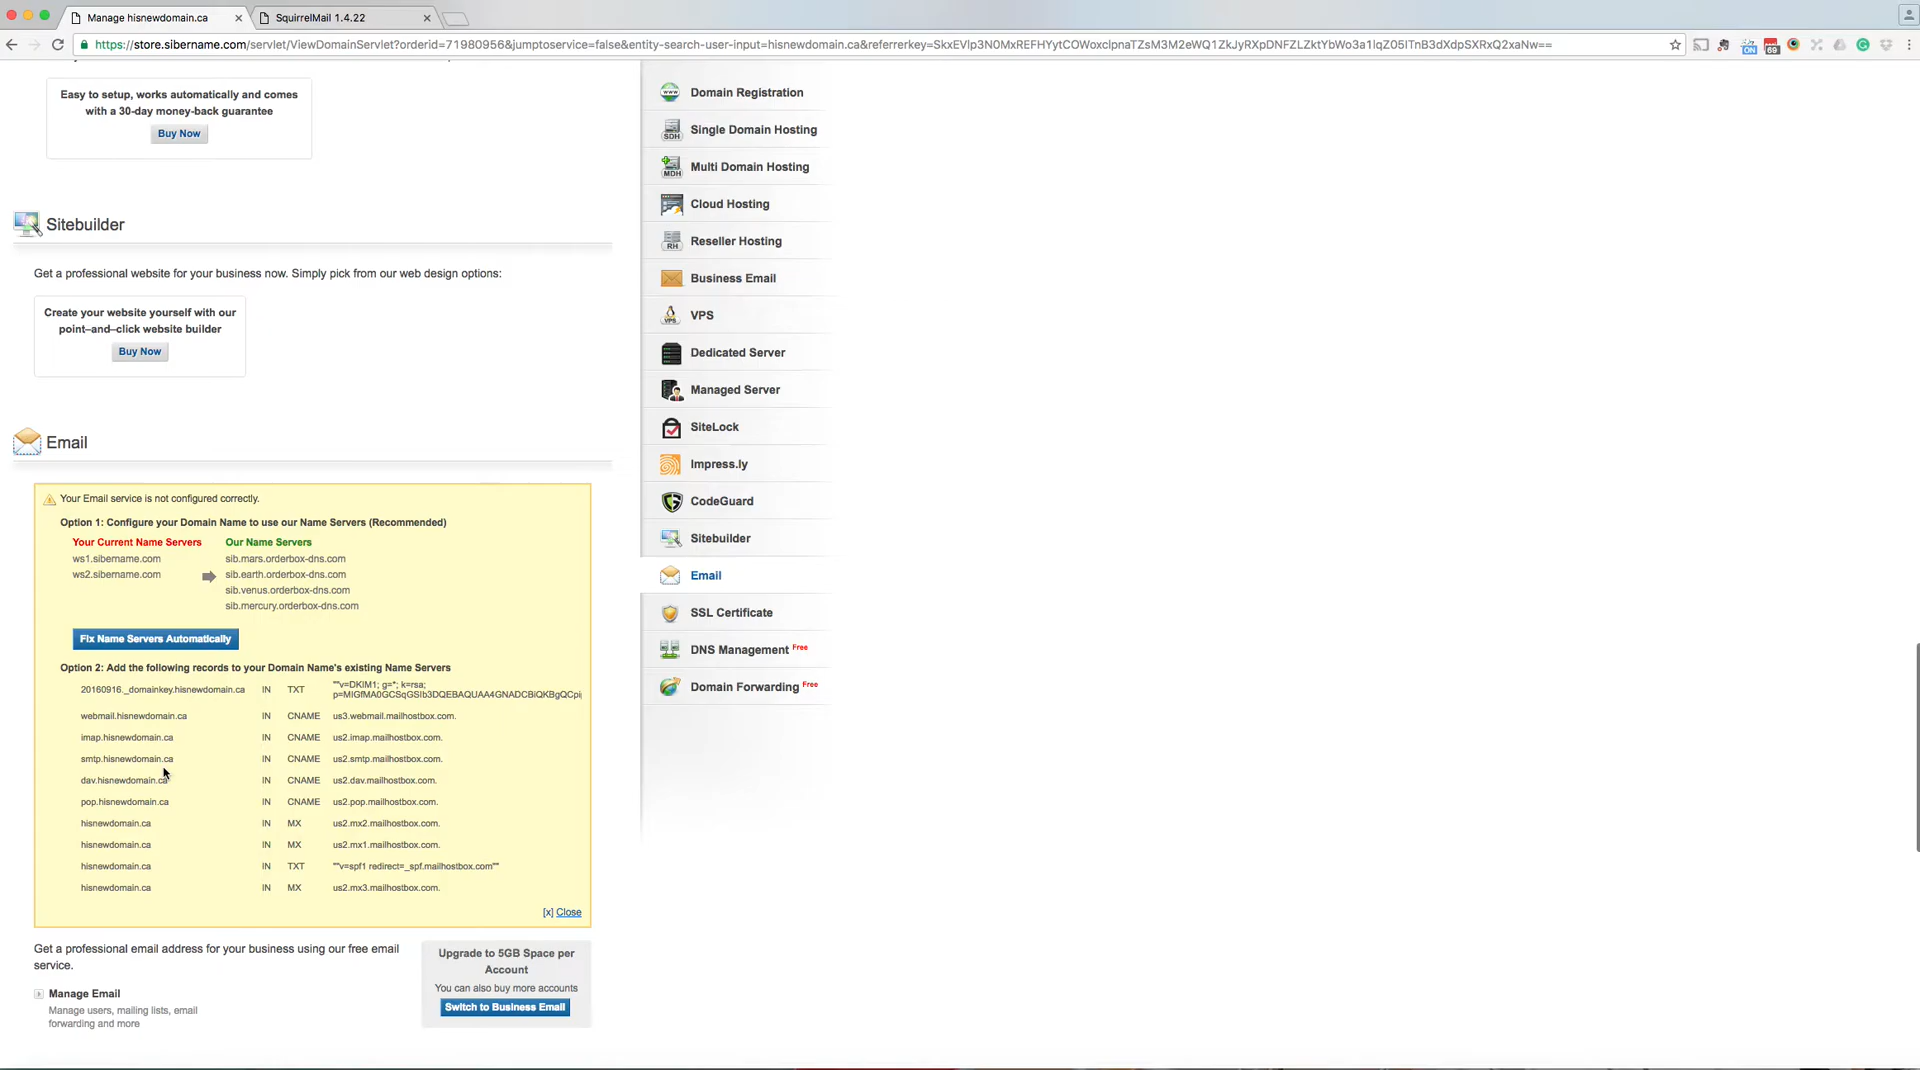 Manage hisnewdomain.ca
SquirrelMail 1.4.22
https://store.sibername.com/servlet/ViewDomainServlet?orderid=71980956&jumptoservice=false&entity-search-user-input=hisnewdomain.ca&referrerkey=SkxEVlp3N0MxREFHYytCOWoxclpnaTZsM3M2eWQ1ZkJyRXpDNFZLZktYbWo3a1lqZ05ITnB3dXdpSXRxQ2xaNw==
ON
69
Easy to setup, works automatically and comes
with a 30-day money-back guarantee
Buy Now
Sitebuilder
Get a professional website for your business now. Simply pick from our web design options:
Create your website yourself with our
point–and–click website builder
Buy Now
Email
Your Email service is not configured correctly.
Option 1: Configure your Domain Name to use our Name Servers (Recommended)
Your Current Name Servers Our Name Servers
ws1.sibername.com sib.mars.orderbox-dns.com
ws2.sibername.com sib.earth.orderbox-dns.com
sib.venus.orderbox-dns.com
sib.mercury.orderbox-dns.com
Fix Name Servers Automatically
Option 2: Add the following records to your Domain Name's existing Name Servers
20160916._domainkey.hisnewdomain.ca IN TXT ""v=DKIM1; g=*; k=rsa;
p=MIGfMA0GCSqGSIb3DQEBAQUAA4GNADCBiQKBgQCpi
webmail.hisnewdomain.ca IN CNAME us3.webmail.mailhostbox.com.
imap.hisnewdomain.ca IN CNAME us2.imap.mailhostbox.com.
smtp.hisnewdomain.ca IN CNAME us2.smtp.mailhostbox.com.
dav.hisnewdomain.ca IN CNAME us2.dav.mailhostbox.com.
pop.hisnewdomain.ca IN CNAME us2.pop.mailhostbox.com.
hisnewdomain.ca IN MX us2.mx2.mailhostbox.com.
hisnewdomain.ca IN MX us2.mx1.mailhostbox.com.
hisnewdomain.ca IN TXT ""v=spf1 redirect=_spf.mailhostbox.com""
hisnewdomain.ca IN MX us2.mx3.mailhostbox.com.
[x] Close
Get a professional email address for your business using our free email
service.
Manage Email
Manage users, mailing lists, email
forwarding and more
Upgrade to 5GB Space per
Account
You can also buy more accounts
Switch to Business Email
WWW Domain Registration
SDH Single Domain Hosting
MDH Multi Domain Hosting
Cloud Hosting
RH Reseller Hosting
Business Email
VPS VPS
Dedicated Server
Managed Server
SiteLock
Impress.ly
CodeGuard
Sitebuilder
Email
SSL Certificate
DNS Management Free
Domain Forwarding Free